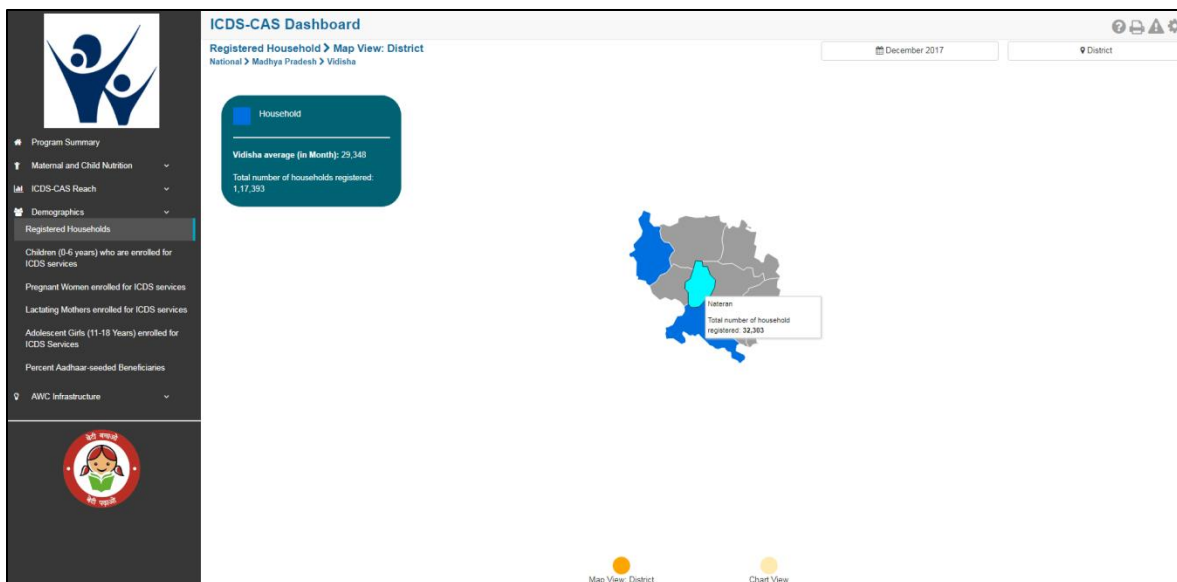 ICDS-CAS Dashboard
Registered Household > Map View: District
National > Madhya Pradesh > Vidisha
December 2017
District
Program Summary
Maternal and Child Nutrition
ICDS-CAS Reach
Demographics
Registered Households
Children (0-6 years) who are enrolled for
ICDS services
Pregnant Women enrolled for ICDS services
Lactating Mothers enrolled for ICDS services
Adolescent Girls (11-18 Years) enrolled for
ICDS Services
Percent Aadhaar-seeded Beneficiaries
AWC Infrastructure
बेटी बचाओ
बेटी पढ़ाओ
Household
Vidisha average (in Month): 29,348
Total number of households registered:
1,17,393
Nateran
Total number of household
registered: 32,303
Map View: District
Chart View